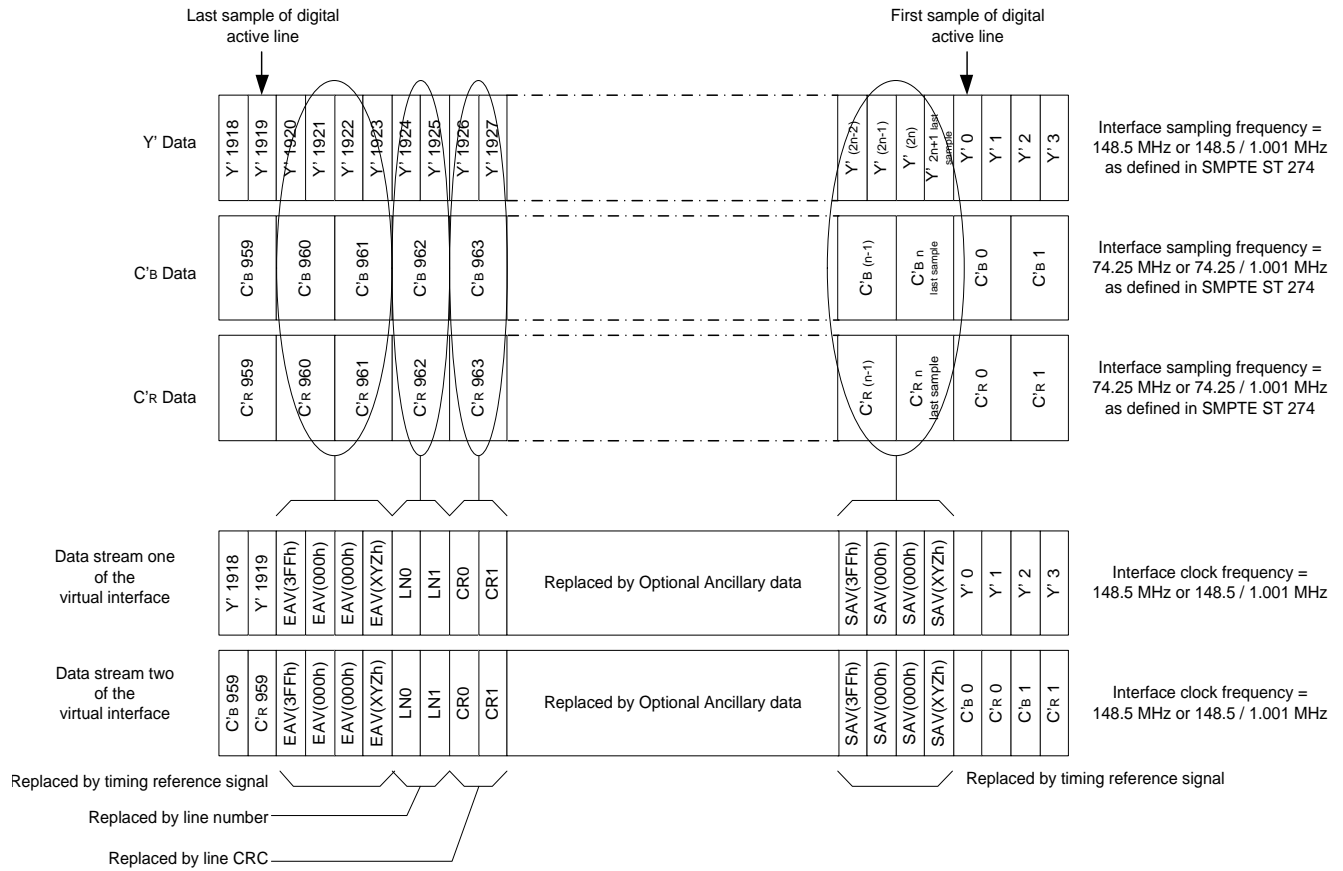 Last sample of digital
active line
First sample of digital
active line
Y' Data
Y' 1918
Y' 1919
Y' 1920
Y' 1921
Y' 1922
Y' 1923
Y' 1924
Y' 1925
Y' 1926
Y' 1927
Y' (2n-2)
Y' (2n-1)
Y' (2n)
Y' 2n+1 last
sample
Y' 0
Y' 1
Y' 2
Y' 3
Interface sampling frequency =
148.5 MHz or 148.5 / 1.001 MHz
as defined in SMPTE ST 274
C'B Data
C'B 959
C'B 960
C'B 961
C'B 962
C'B 963
C'B (n-1)
C'B n
last sample
C'B 0
C'B 1
Interface sampling frequency =
74.25 MHz or 74.25 / 1.001 MHz
as defined in SMPTE ST 274
C'R Data
C'R 959
C'R 960
C'R 961
C'R 962
C'R 963
C'R (n-1)
C'R n
last sample
C'R 0
C'R 1
Interface sampling frequency =
74.25 MHz or 74.25 / 1.001 MHz
as defined in SMPTE ST 274
Data stream one
of the
virtual interface
Y' 1918
Y' 1919
EAV(3FFh)
EAV(000h)
EAV(000h)
EAV(XYZh)
LN0
LN1
CR0
CR1
Replaced by Optional Ancillary data
SAV(3FFh)
SAV(000h)
SAV(000h)
SAV(XYZh)
Y' 0
Y' 1
Y' 2
Y' 3
Interface clock frequency =
148.5 MHz or 148.5 / 1.001 MHz
Data stream two
of the
virtual interface
C'B 959
C'R 959
EAV(3FFh)
EAV(000h)
EAV(000h)
EAV(XYZh)
LN0
LN1
CR0
CR1
Replaced by Optional Ancillary data
SAV(3FFh)
SAV(000h)
SAV(000h)
SAV(XYZh)
C'B 0
C'R 0
C'B 1
C'R 1
Interface clock frequency =
148.5 MHz or 148.5 / 1.001 MHz
Replaced by timing reference signal
Replaced by timing reference signal
Replaced by line number
Replaced by line CRC